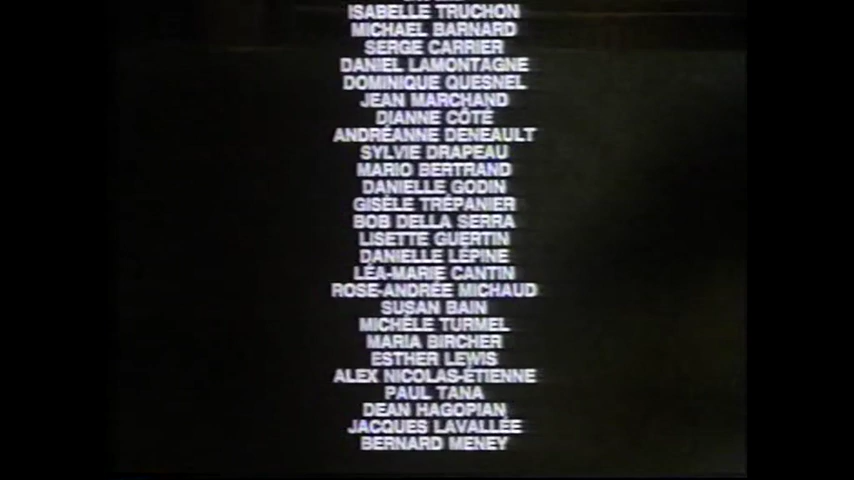 ISABELLE TRUCHON
MICHAEL BARNARD
SERGE CARRIER
DANIEL LAMONTAGNE
DOMINIQUE QUESNEL
JEAN MARCHAND
DIANNE CÔTÉ
ANDRÉANNE DENEAULT
SYLVIE DRAPEAU
MARIO BERTRAND
DANIELLE GODIN
GISÈLE TRÉPANIER
BOB DELLA SERRA
LISETTE GUERTIN
DANIELLE LÉPINE
LÉA-MARIE CANTIN
ROSE-ANDRÉE MICHAUD
SUSAN BAIN
MICHÈLE TURMEL
MARIA BIRCHER
ESTHER LEWIS
ALEX NICOLAS-ÉTIENNE
PAUL TANA
DEAN HAGOPIAN
JACQUES LAVALLÉE
BERNARD MENEY